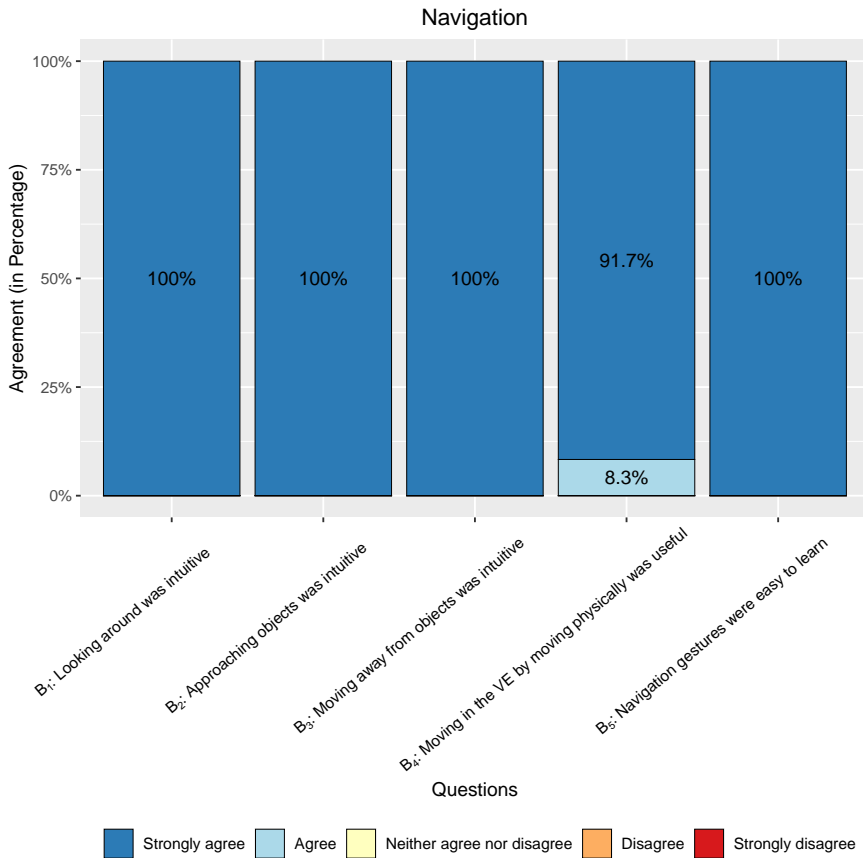 Navigation
Agreement (in Percentage)
100%
75%
50%
25%
0%
100%
100%
100%
91.7%
8.3%
100%
B₁: Looking around was intuitive
B₂: Approaching objects was intuitive
B₃: Moving away from objects was intuitive
B₄: Moving in the VE by moving physically was useful
B₅: Navigation gestures were easy to learn
Questions
Strongly agree
Agree
Neither agree nor disagree
Disagree
Strongly disagree